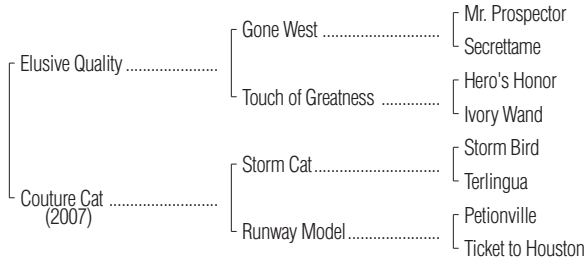 Mr. Prospector
Gone West
Secrettame
Elusive Quality
Hero's Honor
Touch of Greatness
Ivory Wand
Storm Bird
Storm Cat
Terlingua
Couture Cat
(2007)
Petionville
Runway Model
Ticket to Houston